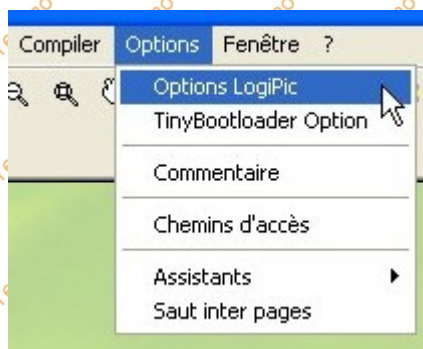 Compiler Options Fenêtre ?
Options LogiPic
TinyBootloader Option
Commentaire
Chemins d'accès
Assistants
Saut inter pages